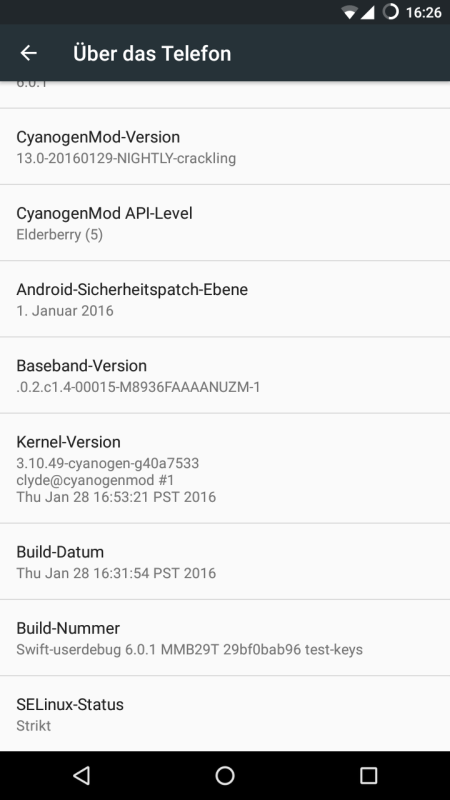 16:26
Über das Telefon
6.0.1
CyanogenMod-Version
13.0-20160129-NIGHTLY-crackling
CyanogenMod API-Level
Elderberry (5)
Android-Sicherheitspatch-Ebene
1. Januar 2016
Baseband-Version
.0.2.c1.4-00015-M8936FAAAANUZM-1
Kernel-Version
3.10.49-cyanogen-g40a7533
clyde@cyanogenmod #1
Thu Jan 28 16:53:21 PST 2016
Build-Datum
Thu Jan 28 16:31:54 PST 2016
Build-Nummer
Swift-userdebug 6.0.1 MMB29T 29bf0bab96 test-keys
SELinux-Status
Strikt